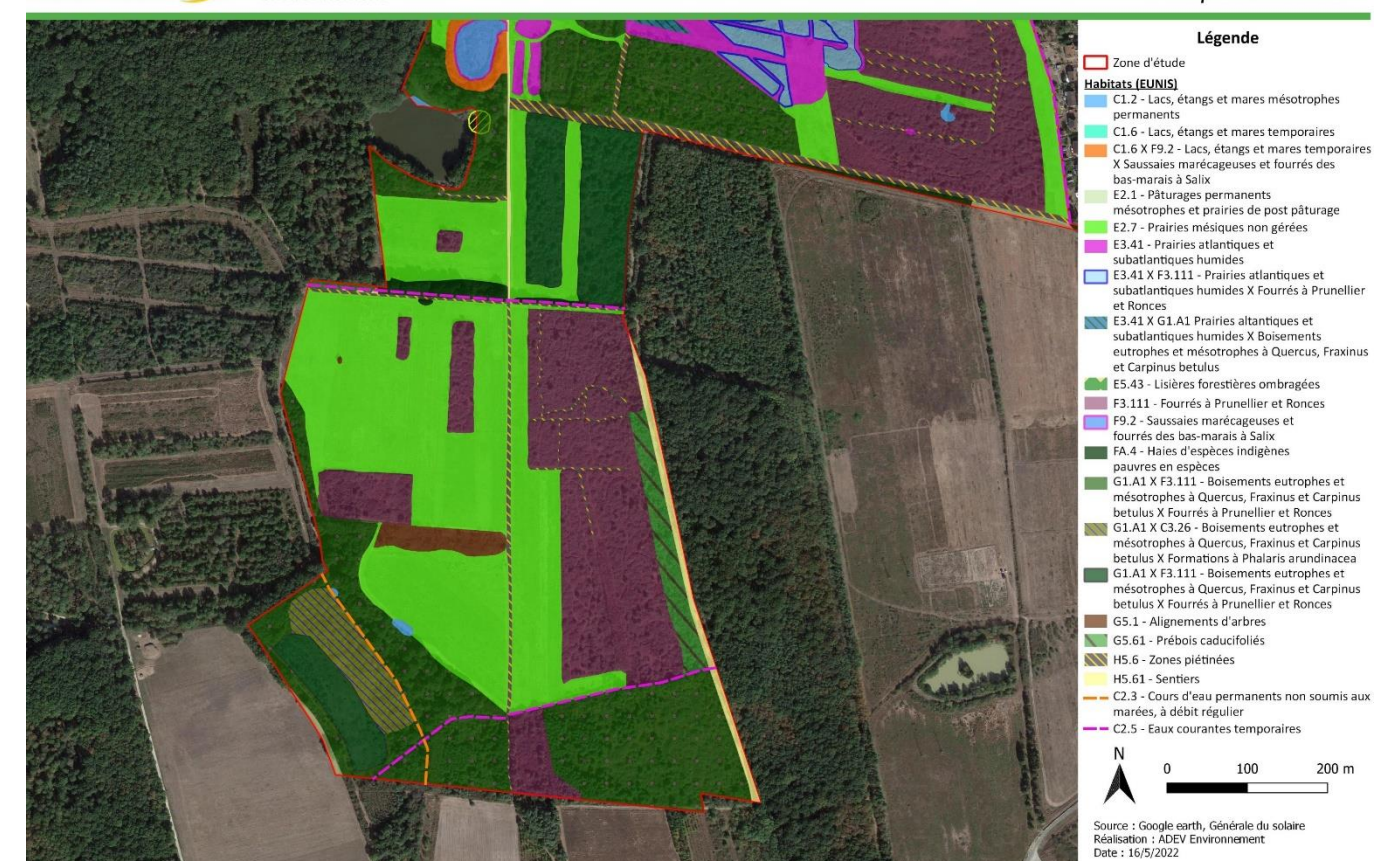 Légende
Zone d'étude
Habitats (EUNIS)
C1.2 - Lacs, étangs et mares mésotrophes
permanents
C1.6 - Lacs, étangs et mares temporaires
C1.6 X F9.2 - Lacs, étangs et mares temporaires
X Saussaies marécageuses et fourrés des
bas-marais à Salix
E2.1 - Pâturages permanents
mésotrophes et prairies de post pâturage
E2.7 - Prairies mésiques non gérées
E3.41 - Prairies atlantiques et
subatlantiques humides
E3.41 X F3.111 - Prairies atlantiques et
subatlantiques humides X Fourrés à Prunellier
et Ronces
E3.41 X G1.A1 Prairies altantiques et
subatlantiques humides X Boisements
eutrophes et mésotrophes à Quercus, Fraxinus
et Carpinus betulus
E5.43 - Lisières forestières ombragées
F3.111 - Fourrés à Prunellier et Ronces
F9.2 - Saussaies marécageuses et
fourrés des bas-marais à Salix
FA.4 - Haies d'espèces indigènes
pauvres en espèces
G1.A1 X F3.111 - Boisements eutrophes et
mésotrophes à Quercus, Fraxinus et Carpinus
betulus X Fourrés à Prunellier et Ronces
G1.A1 X C3.26 - Boisements eutrophes et
mésotrophes à Quercus, Fraxinus et Carpinus
betulus X Formations à Phalaris arundinacea
G1.A1 X F3.111 - Boisements eutrophes et
mésotrophes à Quercus, Fraxinus et Carpinus
betulus X Fourrés à Prunellier et Ronces
G5.1 - Alignements d'arbres
G5.61 - Prébois caducifoliés
H5.6 - Zones piétinées
H5.61 - Sentiers
C2.3 - Cours d'eau permanents non soumis aux
marées, à débit régulier
C2.5 - Eaux courantes temporaires
N
0 100 200 m
Source : Google earth, Générale du solaire
Réalisation : ADEV Environnement
Date : 16/5/2022